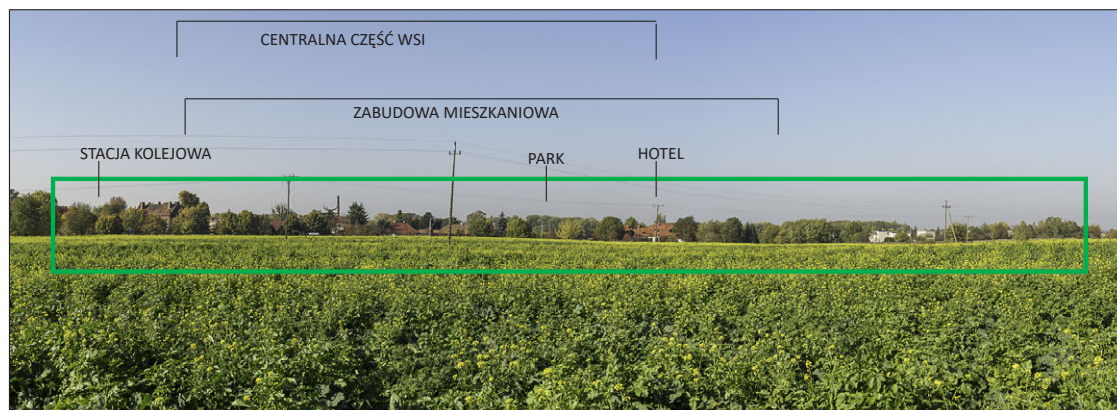 CENTRALNA CZĘŚĆ WSI
ZABUDOWA MIESZKANIOWA
STACJA KOLEJOWA
PARK
HOTEL